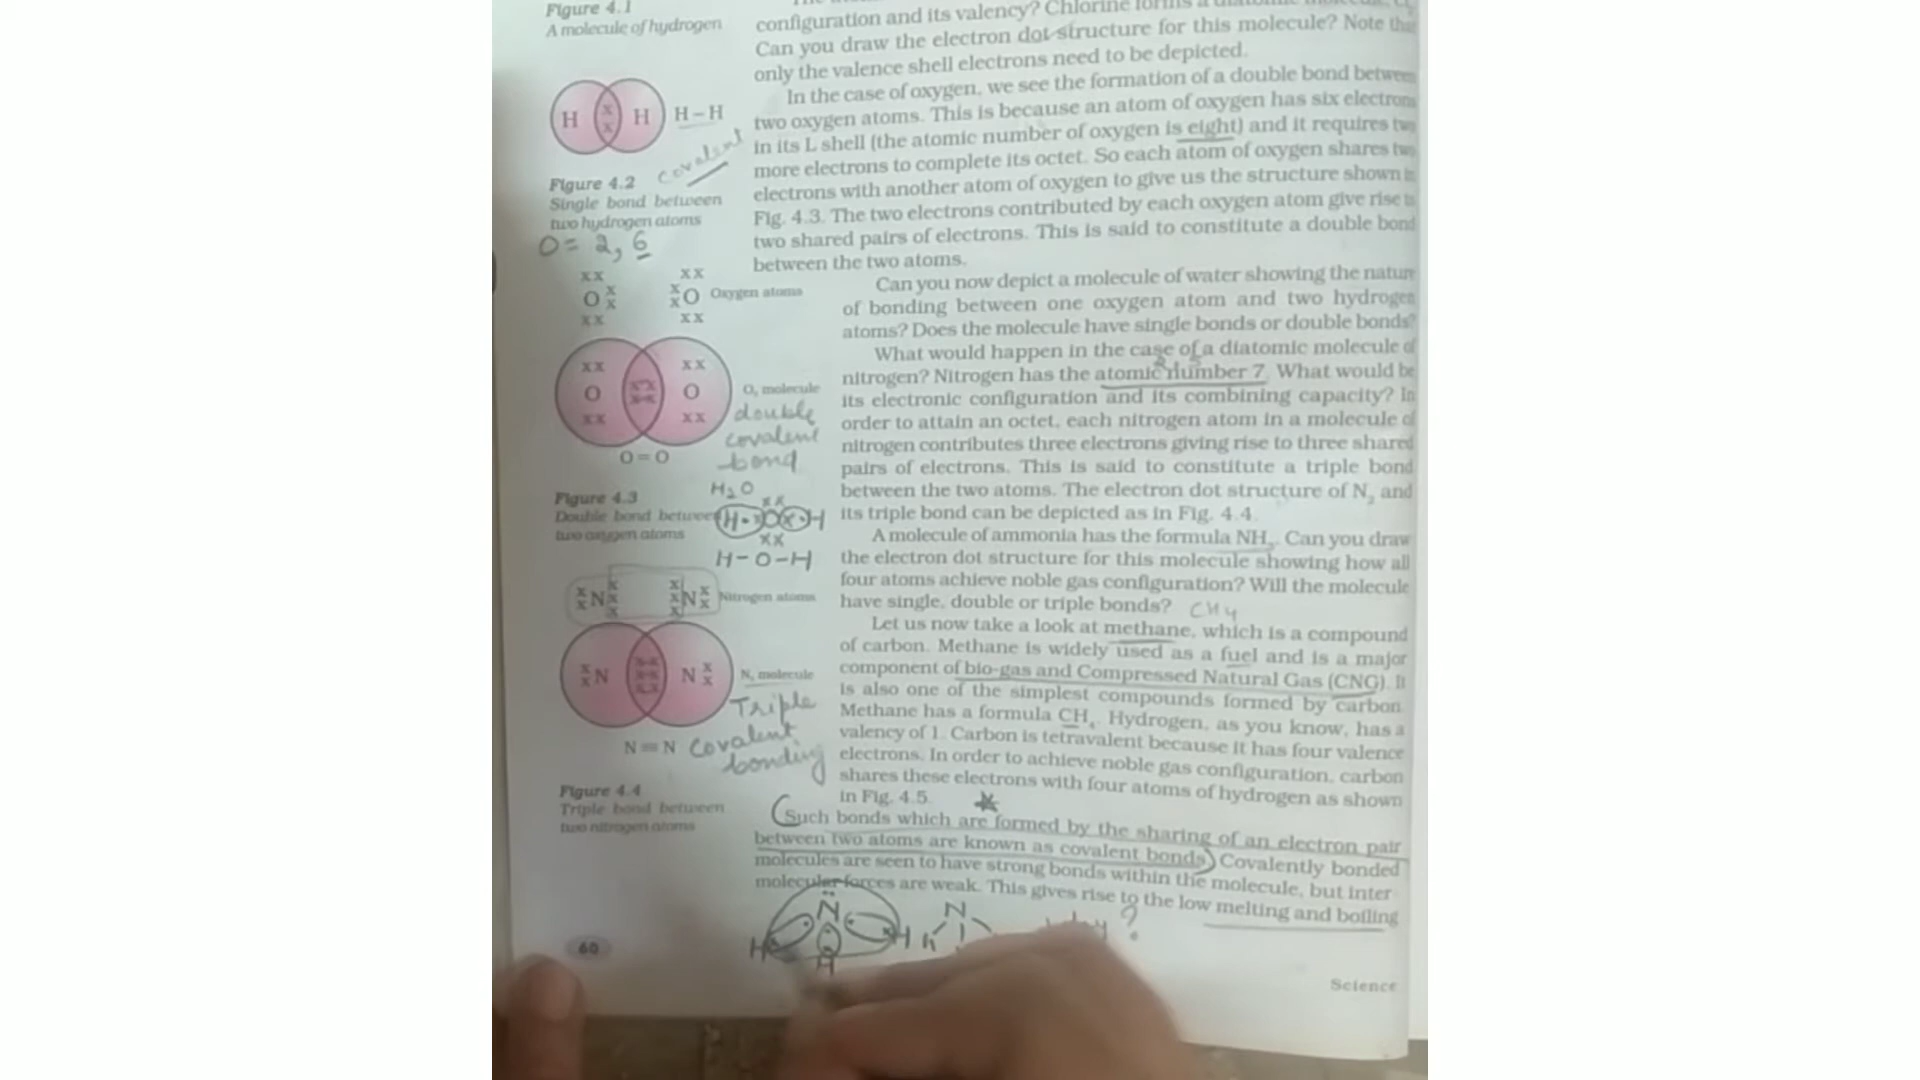 Figure 4.1
A molecule of hydrogen
H H H-H
covalent
Figure 4.2
Single bond between
two hydrogen atoms
O = 2, 6
xx xx
O x x x x O Oxygen atoms
xx xx
xx xx
O xx xx O O₂ molecule
xx xx
double
covalent
bond
O=O
H₂O
Figure 4.3
Double bond between
two oxygen atoms
H • x O x • H
H-O-H
N N Nitrogen atoms
N N N₂ molecule
Triple
Covalent
bonding
N≡N
Figure 4.4
Triple bond between
two nitrogen atoms
60
configuration and its valency? Chlorine forms a diatomic molecule,
Can you draw the electron dot structure for this molecule? Note
only the valence shell electrons need to be depicted.
In the case of oxygen, we see the formation of a double bond between
two oxygen atoms. This is because an atom of oxygen has six electrons
in its L shell (the atomic number of oxygen is eight) and it requires two
more electrons to complete its octet. So each atom of oxygen shares two
electrons with another atom of oxygen to give us the structure shown in
Fig. 4.3. The two electrons contributed by each oxygen atom give rise to
two shared pairs of electrons. This is said to constitute a double bond
between the two atoms.
Can you now depict a molecule of water showing the nature
of bonding between one oxygen atom and two hydrogen
atoms? Does the molecule have single bonds or double bonds?
What would happen in the case of a diatomic molecule of
nitrogen? Nitrogen has the atomic number 7. What would be
its electronic configuration and its combining capacity? In
order to attain an octet, each nitrogen atom in a molecule of
nitrogen contributes three electrons giving rise to three shared
pairs of electrons. This is said to constitute a triple bond
between the two atoms. The electron dot structure of N₂ and
its triple bond can be depicted as in Fig. 4.4.
A molecule of ammonia has the formula NH₃. Can you draw
the electron dot structure for this molecule showing how all
four atoms achieve noble gas configuration? Will the molecule
have single, double or triple bonds? CH4
Let us now take a look at methane, which is a compound
of carbon. Methane is widely used as a fuel and is a major
component of bio-gas and Compressed Natural Gas (CNG). It
is also one of the simplest compounds formed by carbon.
Methane has a formula CH₄. Hydrogen, as you know, has a
valency of 1. Carbon is tetravalent because it has four valence
electrons. In order to achieve noble gas configuration, carbon
shares these electrons with four atoms of hydrogen as shown
in Fig. 4.5.
Such bonds which are formed by the sharing of an electron pair
between two atoms are known as covalent bonds. Covalently bonded
molecules are seen to have strong bonds within the molecule, but inter
molecular forces are weak. This gives rise to the low melting and boiling
N N ?
H H H
H
Science